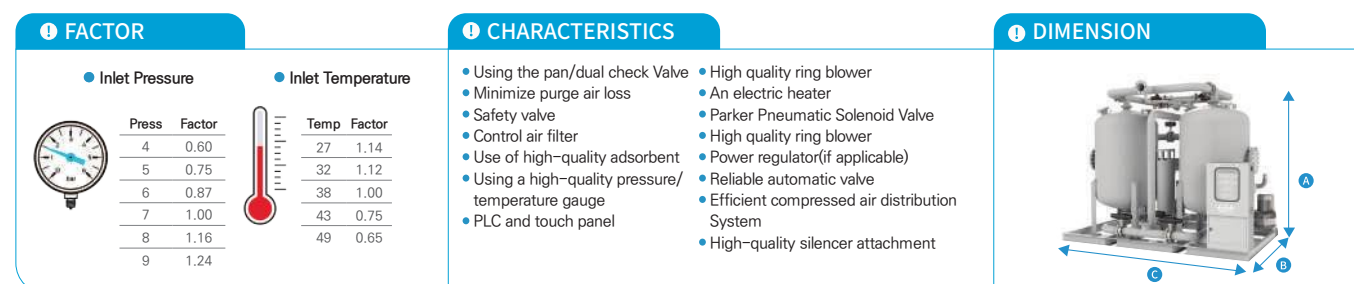 FACTOR
Inlet Pressure
Press Factor
4 0.60
5 0.75
6 0.87
7 1.00
8 1.16
9 1.24
bar
Inlet Temperature
Temp Factor
27 1.14
32 1.12
38 1.00
43 0.75
49 0.65
CHARACTERISTICS
Using the pan/dual check Valve
Minimize purge air loss
Safety valve
Control air filter
Use of high-quality adsorbent
Using a high-quality pressure/
temperature gauge
PLC and touch panel
High quality ring blower
An electric heater
Parker Pneumatic Solenoid Valve
High quality ring blower
Power regulator(if applicable)
Reliable automatic valve
Efficient compressed air distribution
System
High-quality silencer attachment
DIMENSION
A
B
C